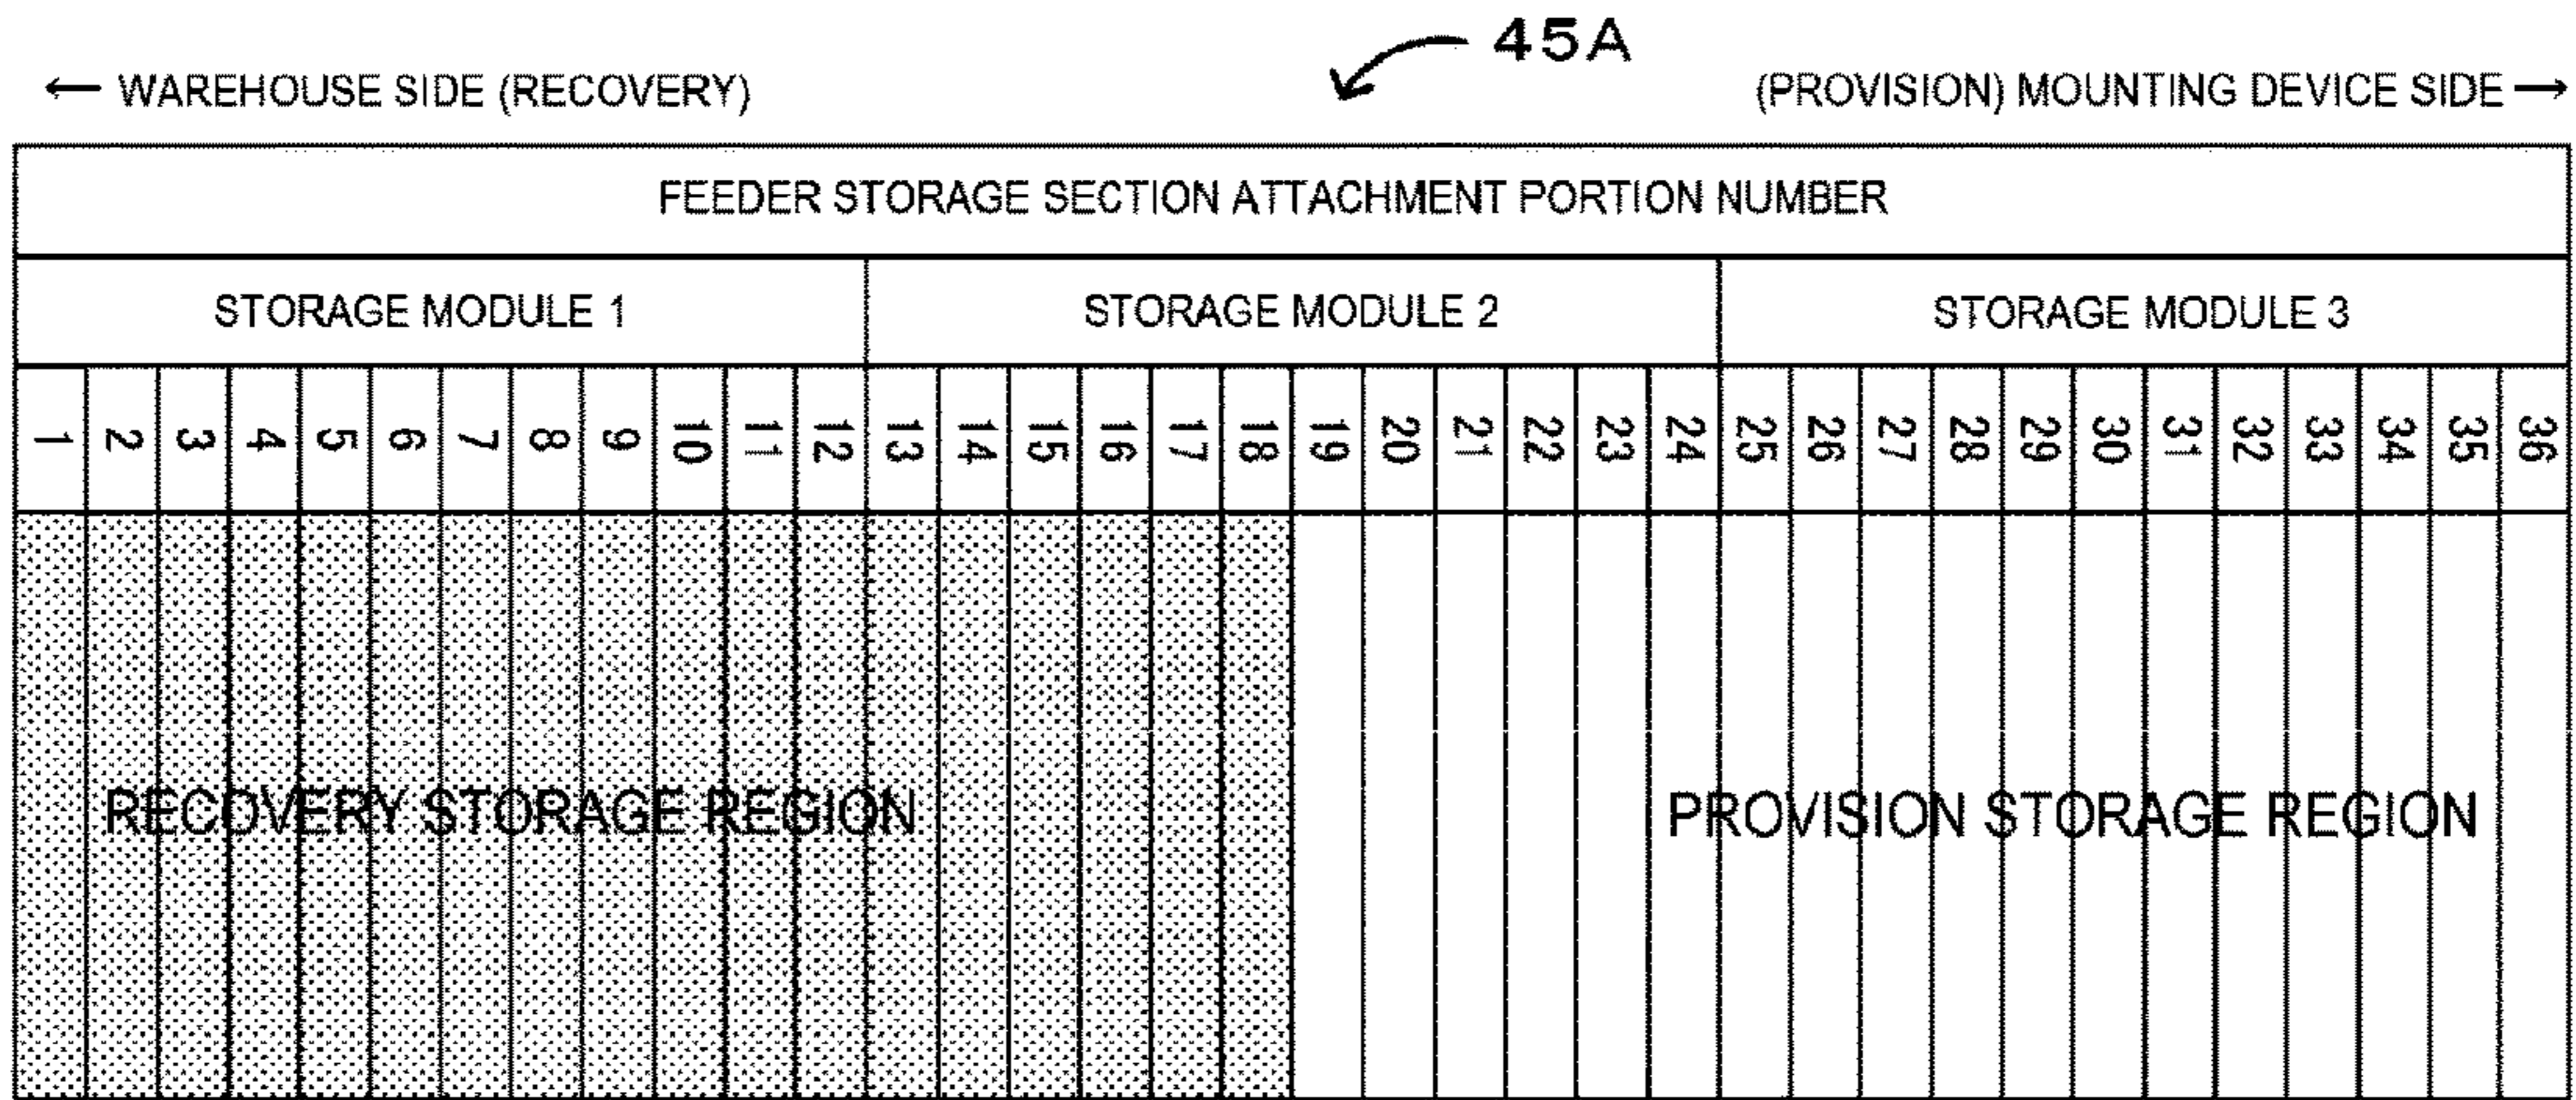 45A
← WAREHOUSE SIDE (RECOVERY) (PROVISION) MOUNTING DEVICE SIDE →
FEEDER STORAGE SECTION ATTACHMENT PORTION NUMBER
STORAGE MODULE 1 STORAGE MODULE 2 STORAGE MODULE 3
1 2 3 4 5 6 7 8 9 10 11 12 13 14 15 16 17 18 19 20 21 22 23 24 25 26 27 28 29 30 31 32 33 34 35 36
RECOVERY STORAGE REGION PROVISION STORAGE REGION